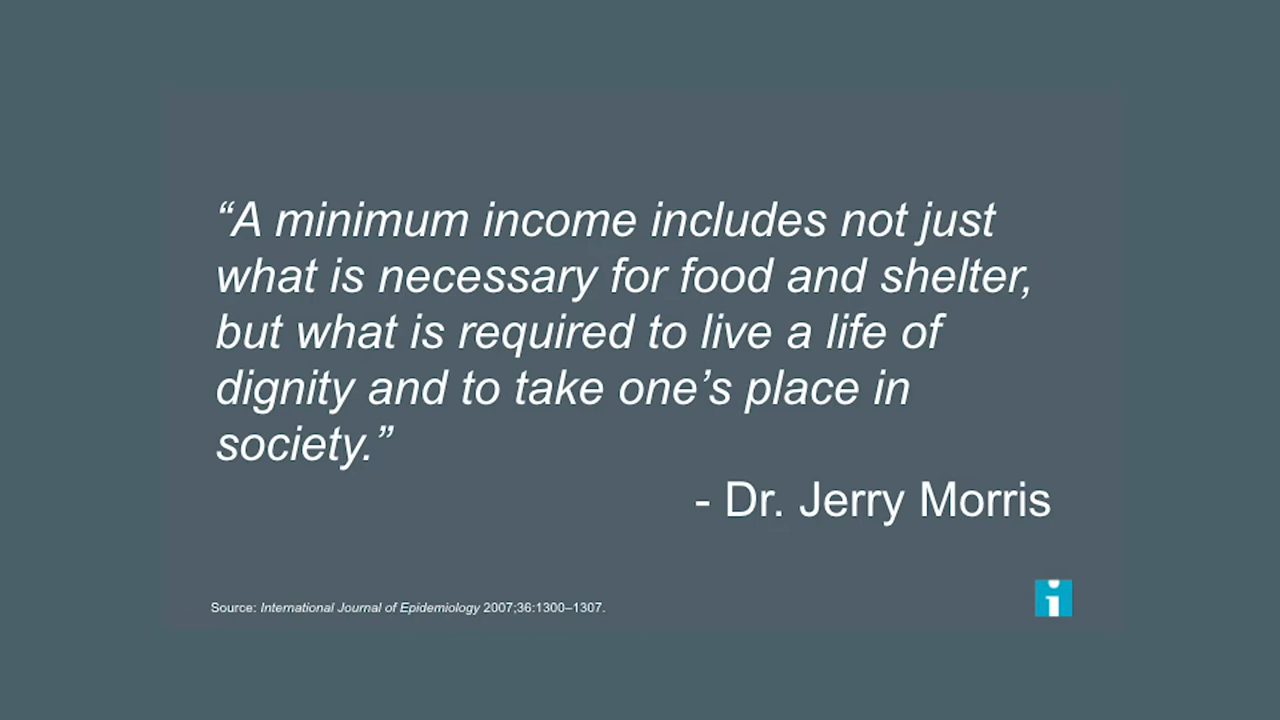 “A minimum income includes not just
what is necessary for food and shelter,
but what is required to live a life of
dignity and to take one’s place in
society.”
- Dr. Jerry Morris
Source: International Journal of Epidemiology 2007;36:1300–1307.
i